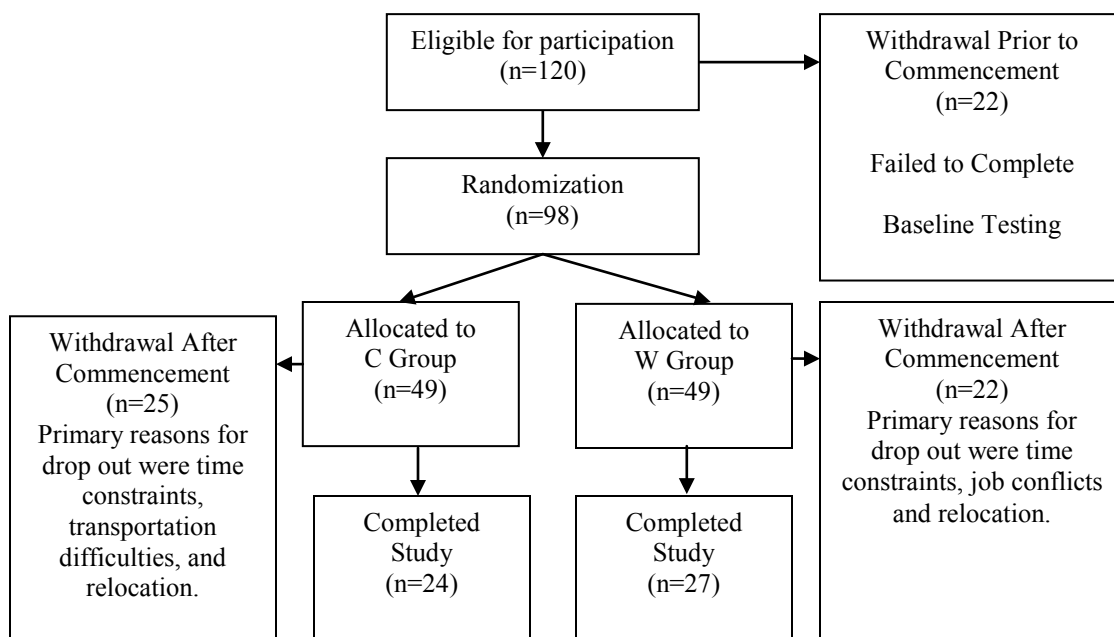 Eligible for participation
(n=120)
Withdrawal Prior to
Commencement
(n=22)
Failed to Complete
Baseline Testing
Randomization
(n=98)
Withdrawal After
Commencement
(n=25)
Primary reasons for
drop out were time
constraints,
transportation
difficulties, and
relocation.
Allocated to
C Group
(n=49)
Allocated to
W Group
(n=49)
Withdrawal After
Commencement
(n=22)
Primary reasons for
drop out were time
constraints, job conflicts
and relocation.
Completed
Study
(n=24)
Completed
Study
(n=27)